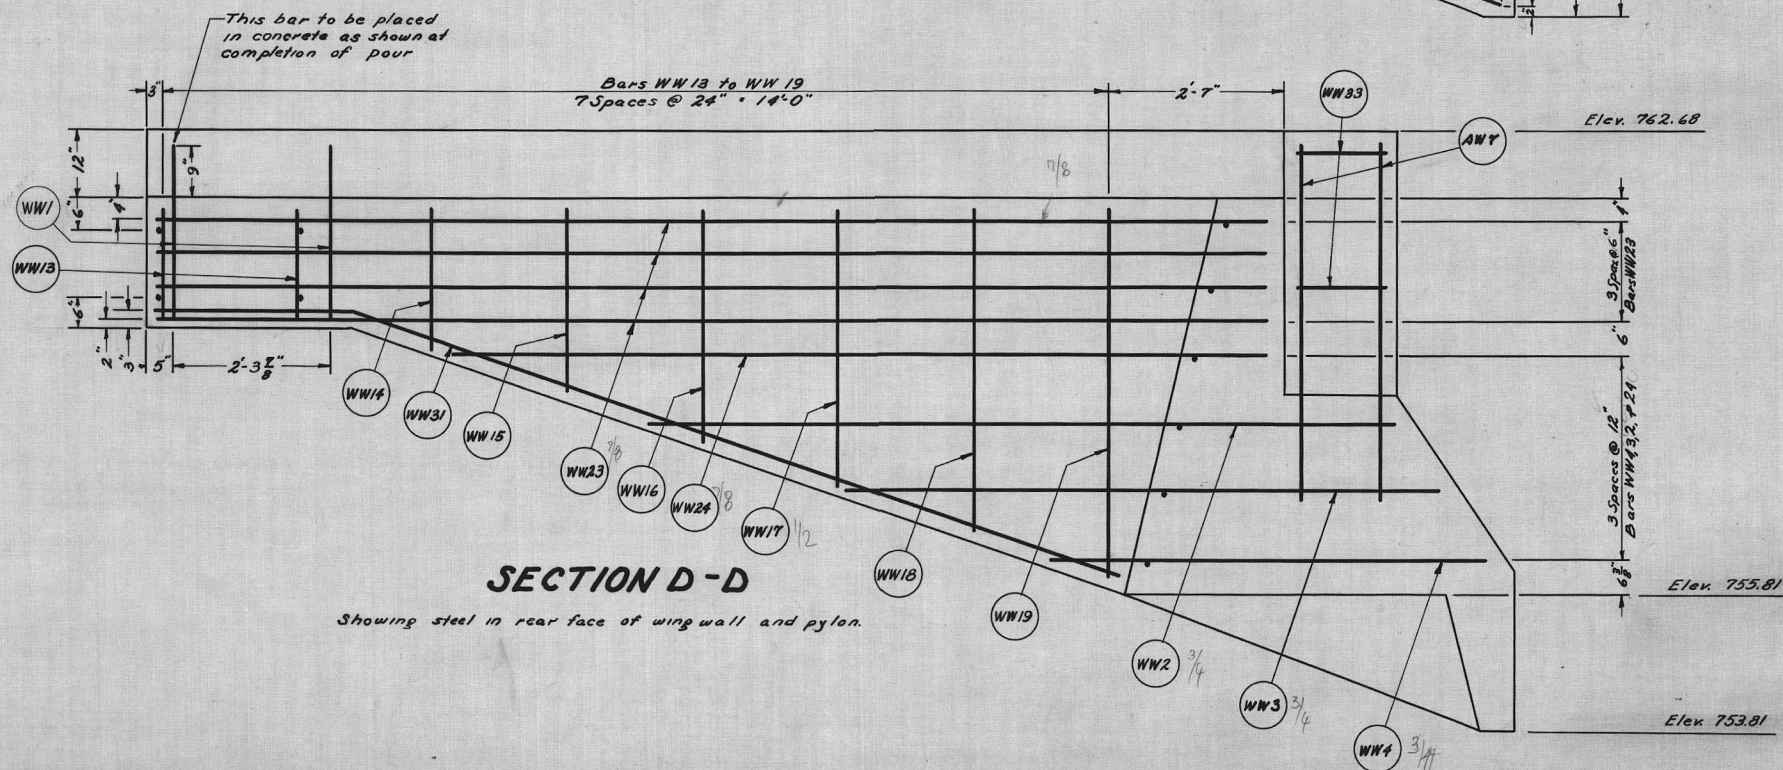 This bar to be placed
in concrete as shown at
completion of pour
3"
Bars WW13 to WW19
7 Spaces @ 24" = 14'-0"
2'-7"
WW33
Elev. 762.68
AW7
12"
9"
7/8
WW1
6"
4"
4"
WW13
3 Spa @ 6"
Bars WW23
6"
6"
2"
3"
5"
2'-3 7/8"
WW14
WW31
WW15
WW23 7/8
WW16
WW24 7/8
WW17 1/2
WW18
WW19
3 Spaces @ 12"
Bars WW4,3,2, & 24
6 3/8"
Elev. 755.81
SECTION D-D
Showing steel in rear face of wing wall and pylon.
WW2 3/4
WW3 3/4
WW4 3/4
Elev. 753.81
2"